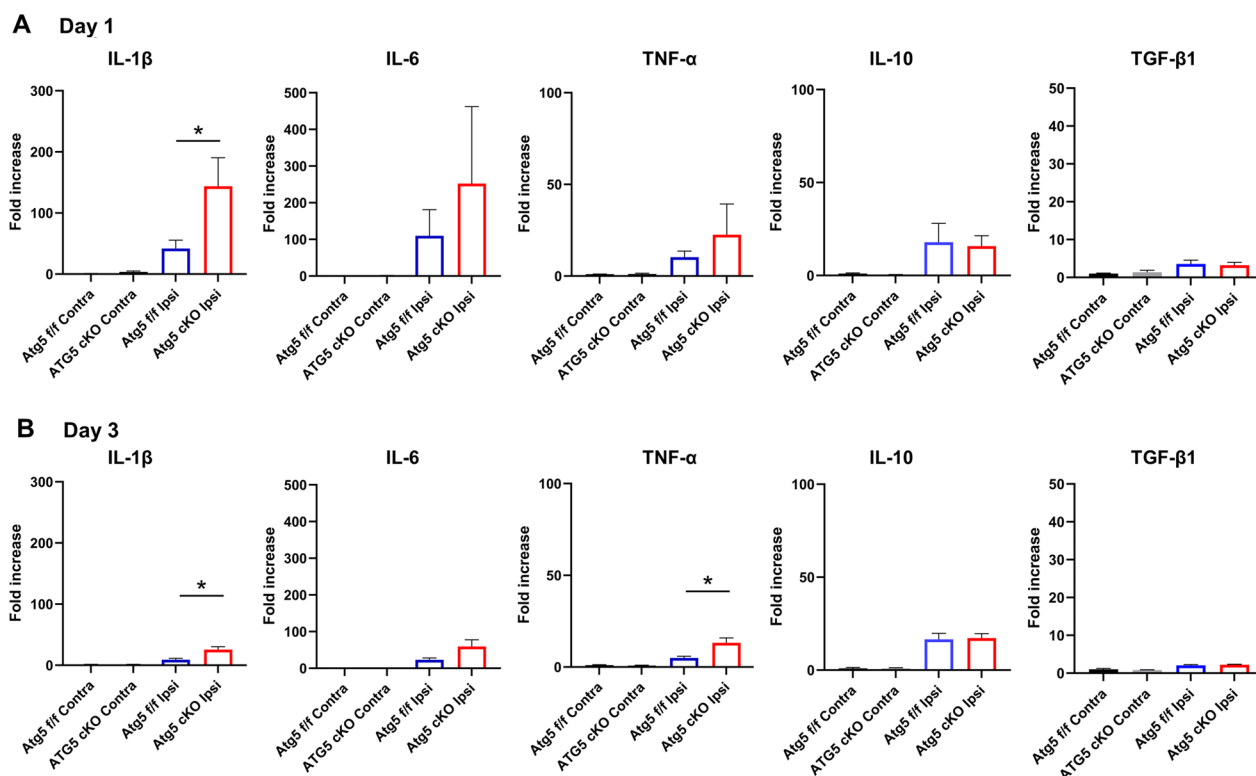 A Day 1
IL-1β
IL-6
TNF-α
IL-10
TGF-β1
Fold increase
300
200
100
0
*
Atg5 f/f Contra
ATG5 cKO Contra
Atg5 f/f Ipsi
Atg5 cKO Ipsi
Fold increase
500
400
300
200
100
0
Atg5 f/f Contra
ATG5 cKO Contra
Atg5 f/f Ipsi
Atg5 cKO Ipsi
Fold increase
100
50
0
Atg5 f/f Contra
ATG5 cKO Contra
Atg5 f/f Ipsi
Atg5 cKO Ipsi
Fold increase
100
50
0
Atg5 f/f Contra
ATG5 cKO Contra
Atg5 f/f Ipsi
Atg5 cKO Ipsi
Fold increase
50
40
30
20
10
0
Atg5 f/f Contra
ATG5 cKO Contra
Atg5 f/f Ipsi
Atg5 cKO Ipsi
B Day 3
IL-1β
IL-6
TNF-α
IL-10
TGF-β1
Fold increase
300
200
100
0
*
Atg5 f/f Contra
ATG5 cKO Contra
Atg5 f/f Ipsi
Atg5 cKO Ipsi
Fold increase
500
400
300
200
100
0
Atg5 f/f Contra
ATG5 cKO Contra
Atg5 f/f Ipsi
Atg5 cKO Ipsi
Fold increase
100
50
0
*
Atg5 f/f Contra
ATG5 cKO Contra
Atg5 f/f Ipsi
Atg5 cKO Ipsi
Fold increase
100
50
0
Atg5 f/f Contra
ATG5 cKO Contra
Atg5 f/f Ipsi
Atg5 cKO Ipsi
Fold increase
50
40
30
20
10
0
Atg5 f/f Contra
ATG5 cKO Contra
Atg5 f/f Ipsi
Atg5 cKO Ipsi